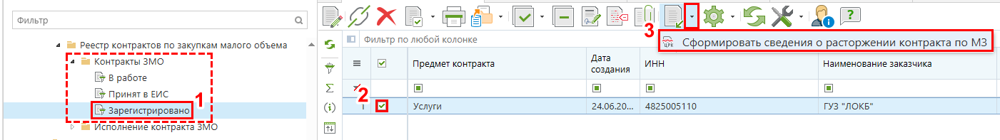 Фильтр
Реестр контрактов по закупкам малого объема
Контракты ЗМО
В работе
Принят в ЕИС
Зарегистрировано
1
Исполнение контракта ЗМО
3
ЦРК Сформировать сведения о расторжении контракта по МЗ
Фильтр по любой колонке
Предмет контракта
Дата
создания
ИНН
Наименование заказчика
2
Услуги 24.06.20... 4825005110 ГУЗ "ЛОКБ"